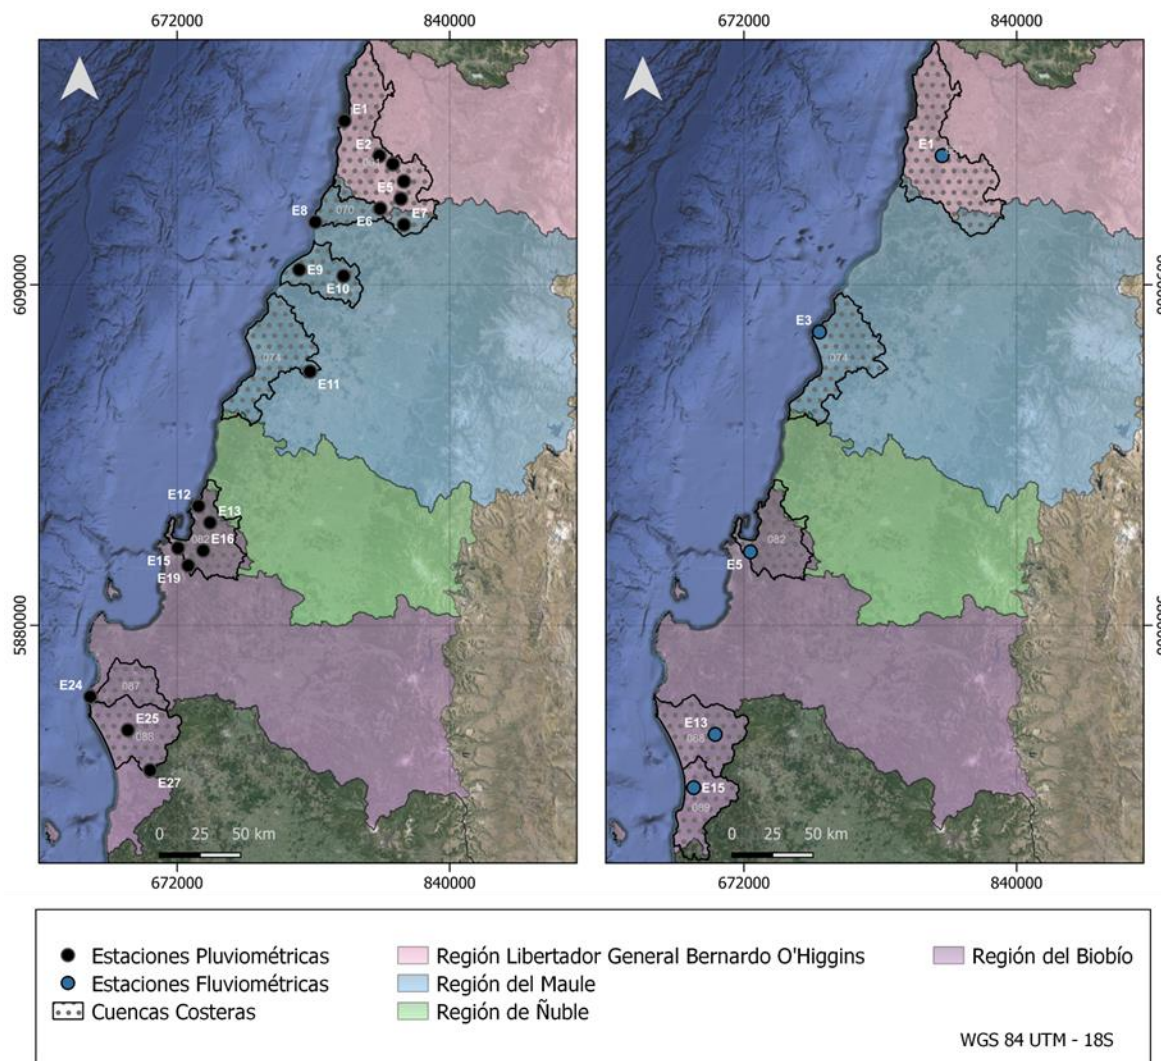 672000 840000 672000 840000
E1
E2
E5
E8
070
E6
E7
E9
E10
074
E11
E12
E13
082
E16
E15
E19
E24
087
E25
088
E27
0 25 50 km
672000 840000
6090000
5880000
E1
E3
074
082
E5
E13
E15
089
0 25 50 km
672000 840000
6090000
5880000
Estaciones Pluviométricas
Estaciones Fluviométricas
Cuencas Costeras
Región Libertador General Bernardo O'Higgins
Región del Maule
Región de Ñuble
Región del Biobío
WGS 84 UTM - 18S